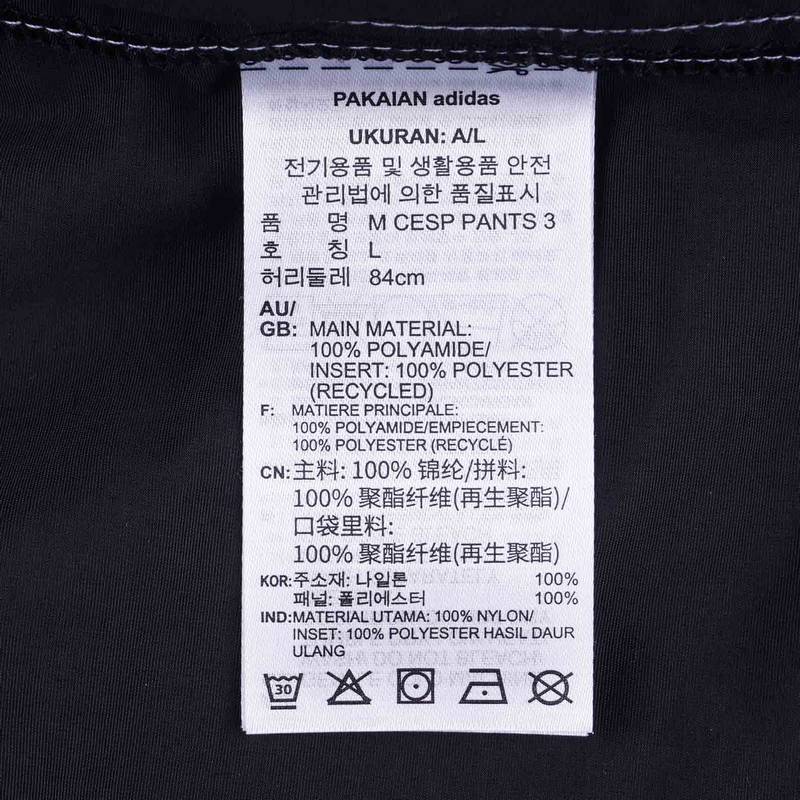 PAKAIAN adidas
UKURAN: A/L
전기용품 및 생활용품 안전
관리법에 의한 품질표시
품 명 M CESP PANTS 3
호 칭 L
허리둘레 84cm
AU/
GB: MAIN MATERIAL:
100% POLYAMIDE/
INSERT: 100% POLYESTER
(RECYCLED)
F: MATIERE PRINCIPALE:
100% POLYAMIDE/EMPIECEMENT:
100% POLYESTER (RECYCLÉ)
CN: 主料: 100% 锦纶/拼料:
100% 聚酯纤维(再生聚酯)/
口袋里料:
100% 聚酯纤维(再生聚酯)
KOR: 주소재: 나일론 100%
패널: 폴리에스터 100%
IND: MATERIAL UTAMA: 100% NYLON/
INSET: 100% POLYESTER HASIL DAUR
ULANG
30